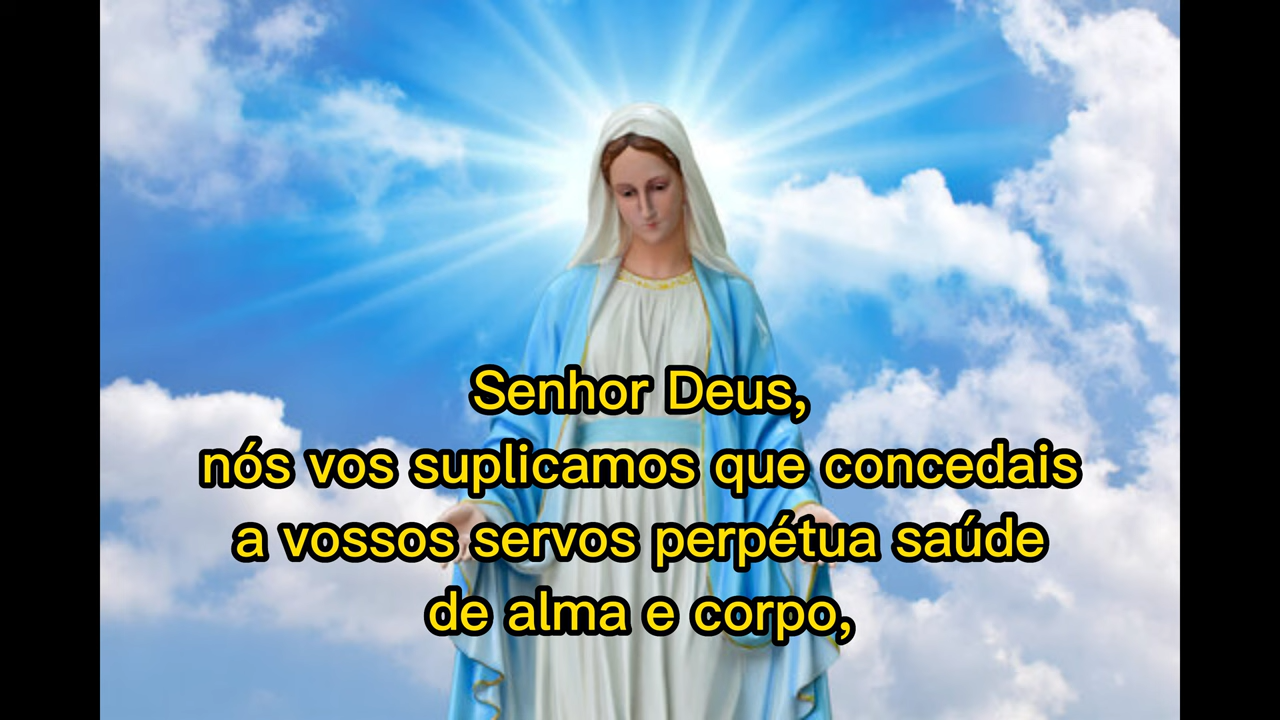 Senhor Deus,
nós vos suplicamos que concedais
a vossos servos perpétua saúde
de alma e corpo,